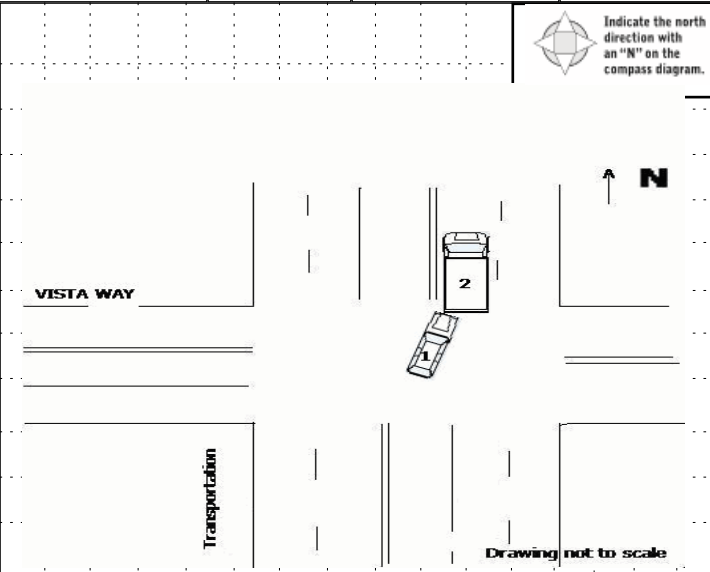 Indicate the north
direction with
an “N” on the
compass diagram.
N
VISTA WAY
2
1
Transportation
Drawing not to scale